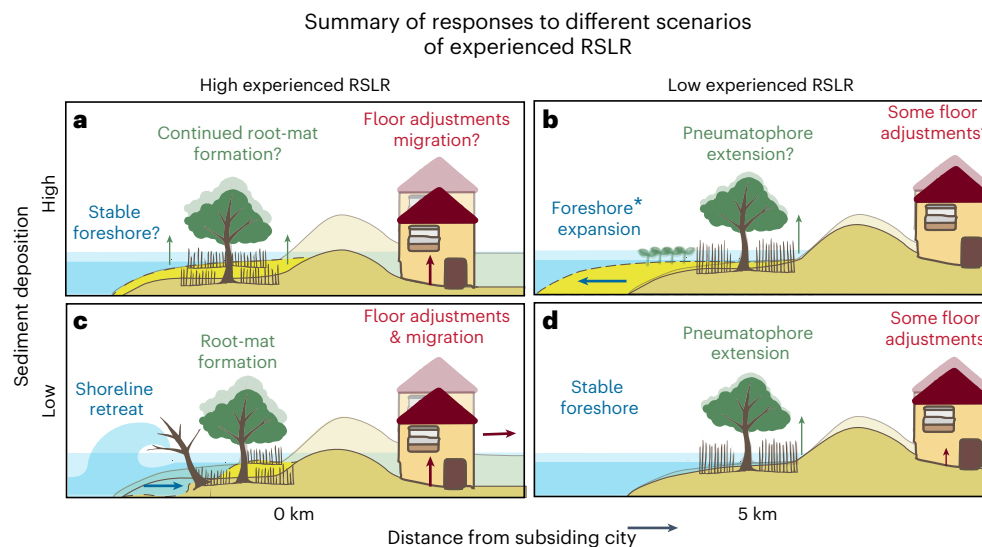 Summary of responses to different scenarios
of experienced RSLR
High experienced RSLR
Low experienced RSLR
Sediment deposition
High
Low
a
Continued root-mat
formation?
Floor adjustments
migration?
Stable
foreshore?
b
Pneumatophore
extension?
Some floor
adjustments?
Foreshore*
expansion
c
Root-mat
formation
Floor adjustments
& migration
Shoreline
retreat
d
Pneumatophore
extension
Some floor
adjustments
Stable
foreshore
0 km
5 km
Distance from subsiding city